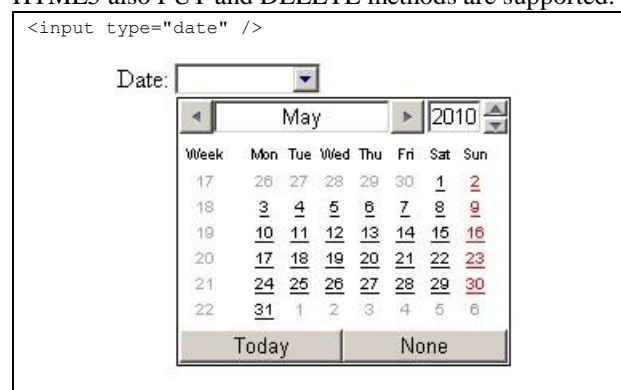 HTML5 also PUT and DELETE methods are supported.
<input type="date" />
Date:
May 2010
Week Mon Tue Wed Thu Fri Sat Sun
17 26 27 28 29 30 1 2
18 3 4 5 6 7 8 9
19 10 11 12 13 14 15 16
20 17 18 19 20 21 22 23
21 24 25 26 27 28 29 30
22 31 1 2 3 4 5 6
Today None